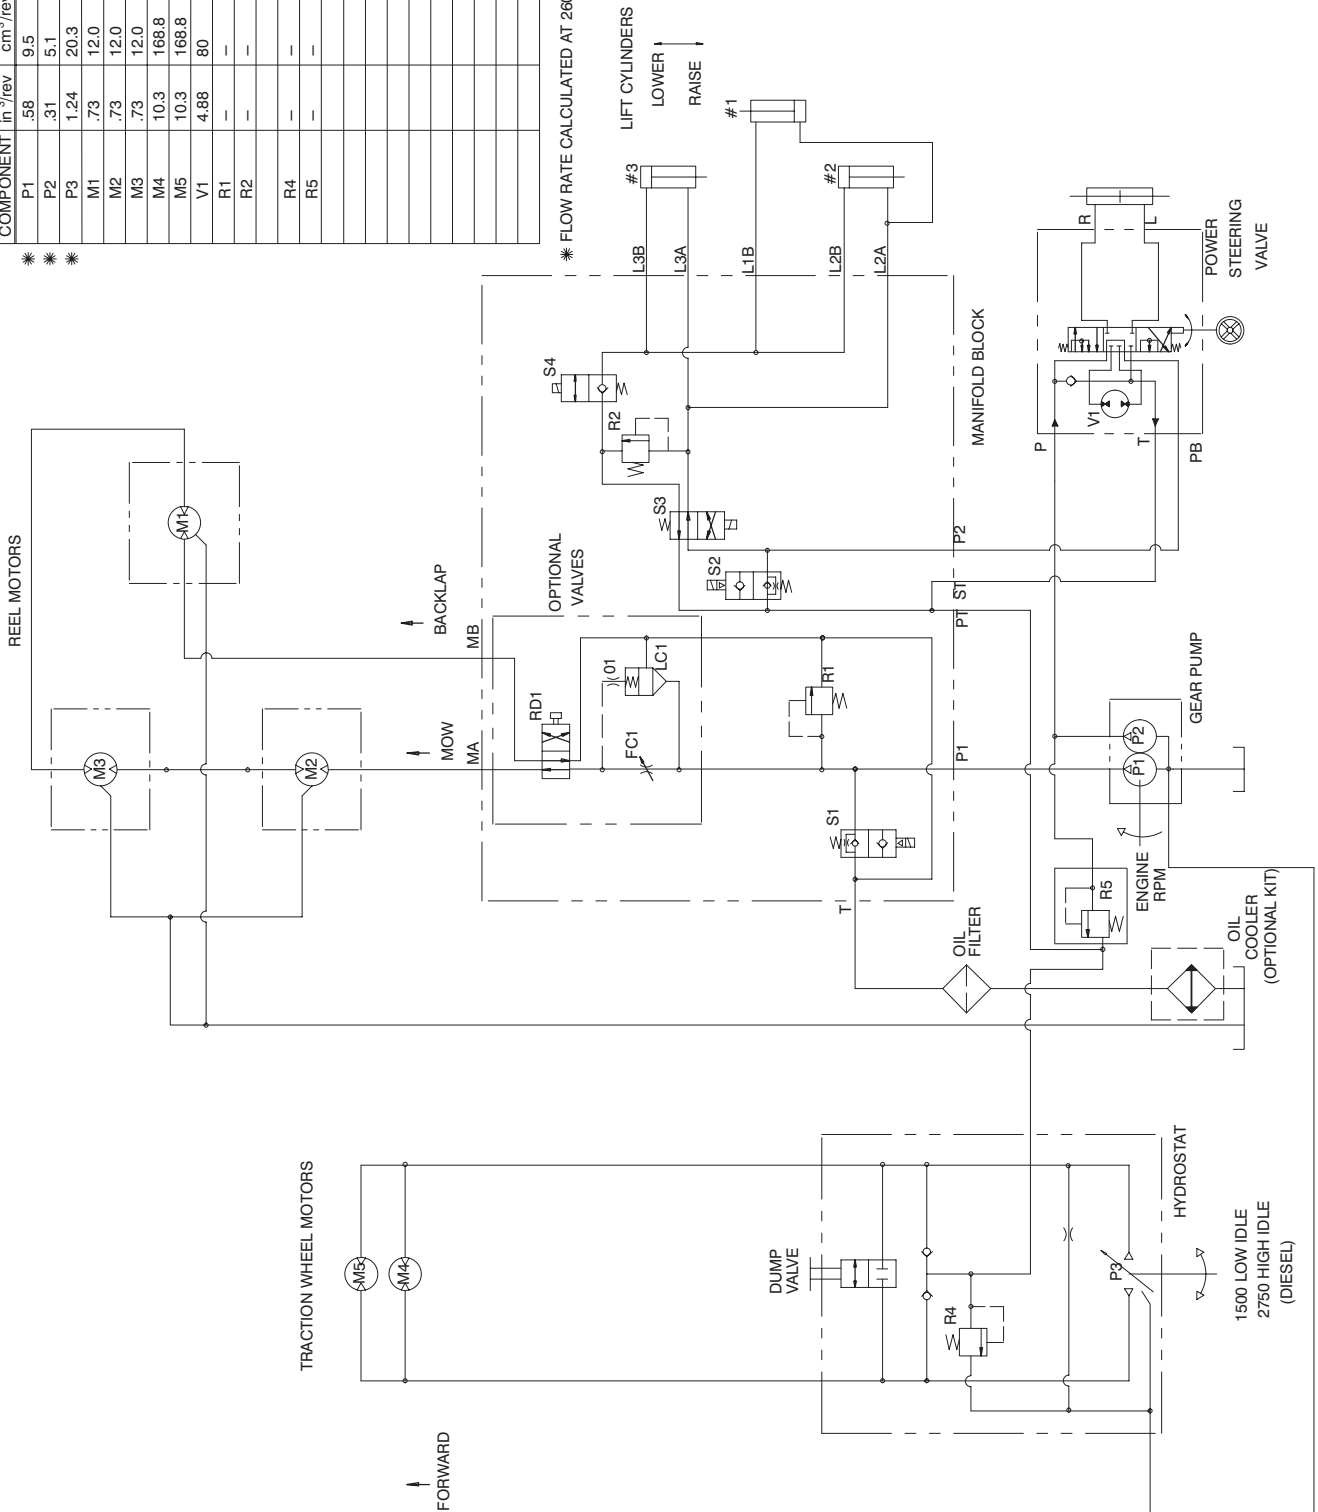 COMPONENT in³/rev cm³/rev
P1 .58 9.5
P2 .31 5.1
P3 1.24 20.3
M1 .73 12.0
M2 .73 12.0
M3 .73 12.0
M4 10.3 168.8
M5 10.3 168.8
V1 4.88 80
R1 – –
R2 – –
R4 – –
R5 – –
✳
✳
✳
✳ FLOW RATE CALCULATED AT 260
LIFT CYLINDERS
LOWER
RAISE
#1
#3
#2
L3B
L3A
L1B
L2B
L2A
REEL MOTORS
M1
M3
M2
BACKLAP
MB
MOW
MA
OPTIONAL
VALVES
RD1
01
LC1
FC1
R1
S1
S2
S3
S4
R2
MANIFOLD BLOCK
P2
ST
PT
P1
T
R
L
POWER
STEERING
VALVE
V1
P
T
PB
GEAR PUMP
P1
P2
ENGINE
RPM
R5
OIL
FILTER
OIL
COOLER
(OPTIONAL KIT)
TRACTION WHEEL MOTORS
M5
M4
DUMP
VALVE
R4
P3
HYDROSTAT
1500 LOW IDLE
2750 HIGH IDLE
(DIESEL)
FORWARD